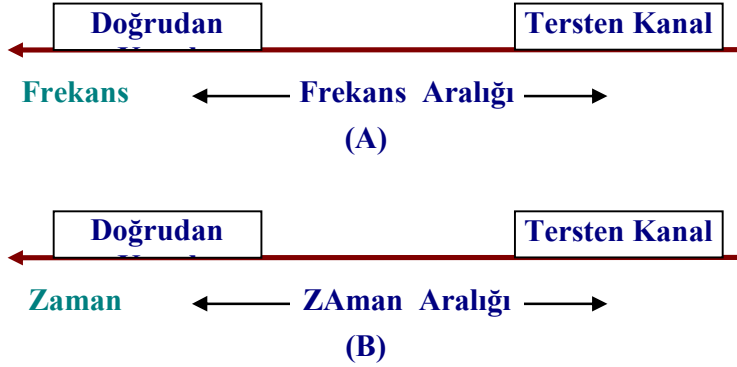 Doğrudan
Tersten Kanal
Frekans
Frekans Aralığı
(A)
Doğrudan
Tersten Kanal
Zaman
ZAman Aralığı
(B)